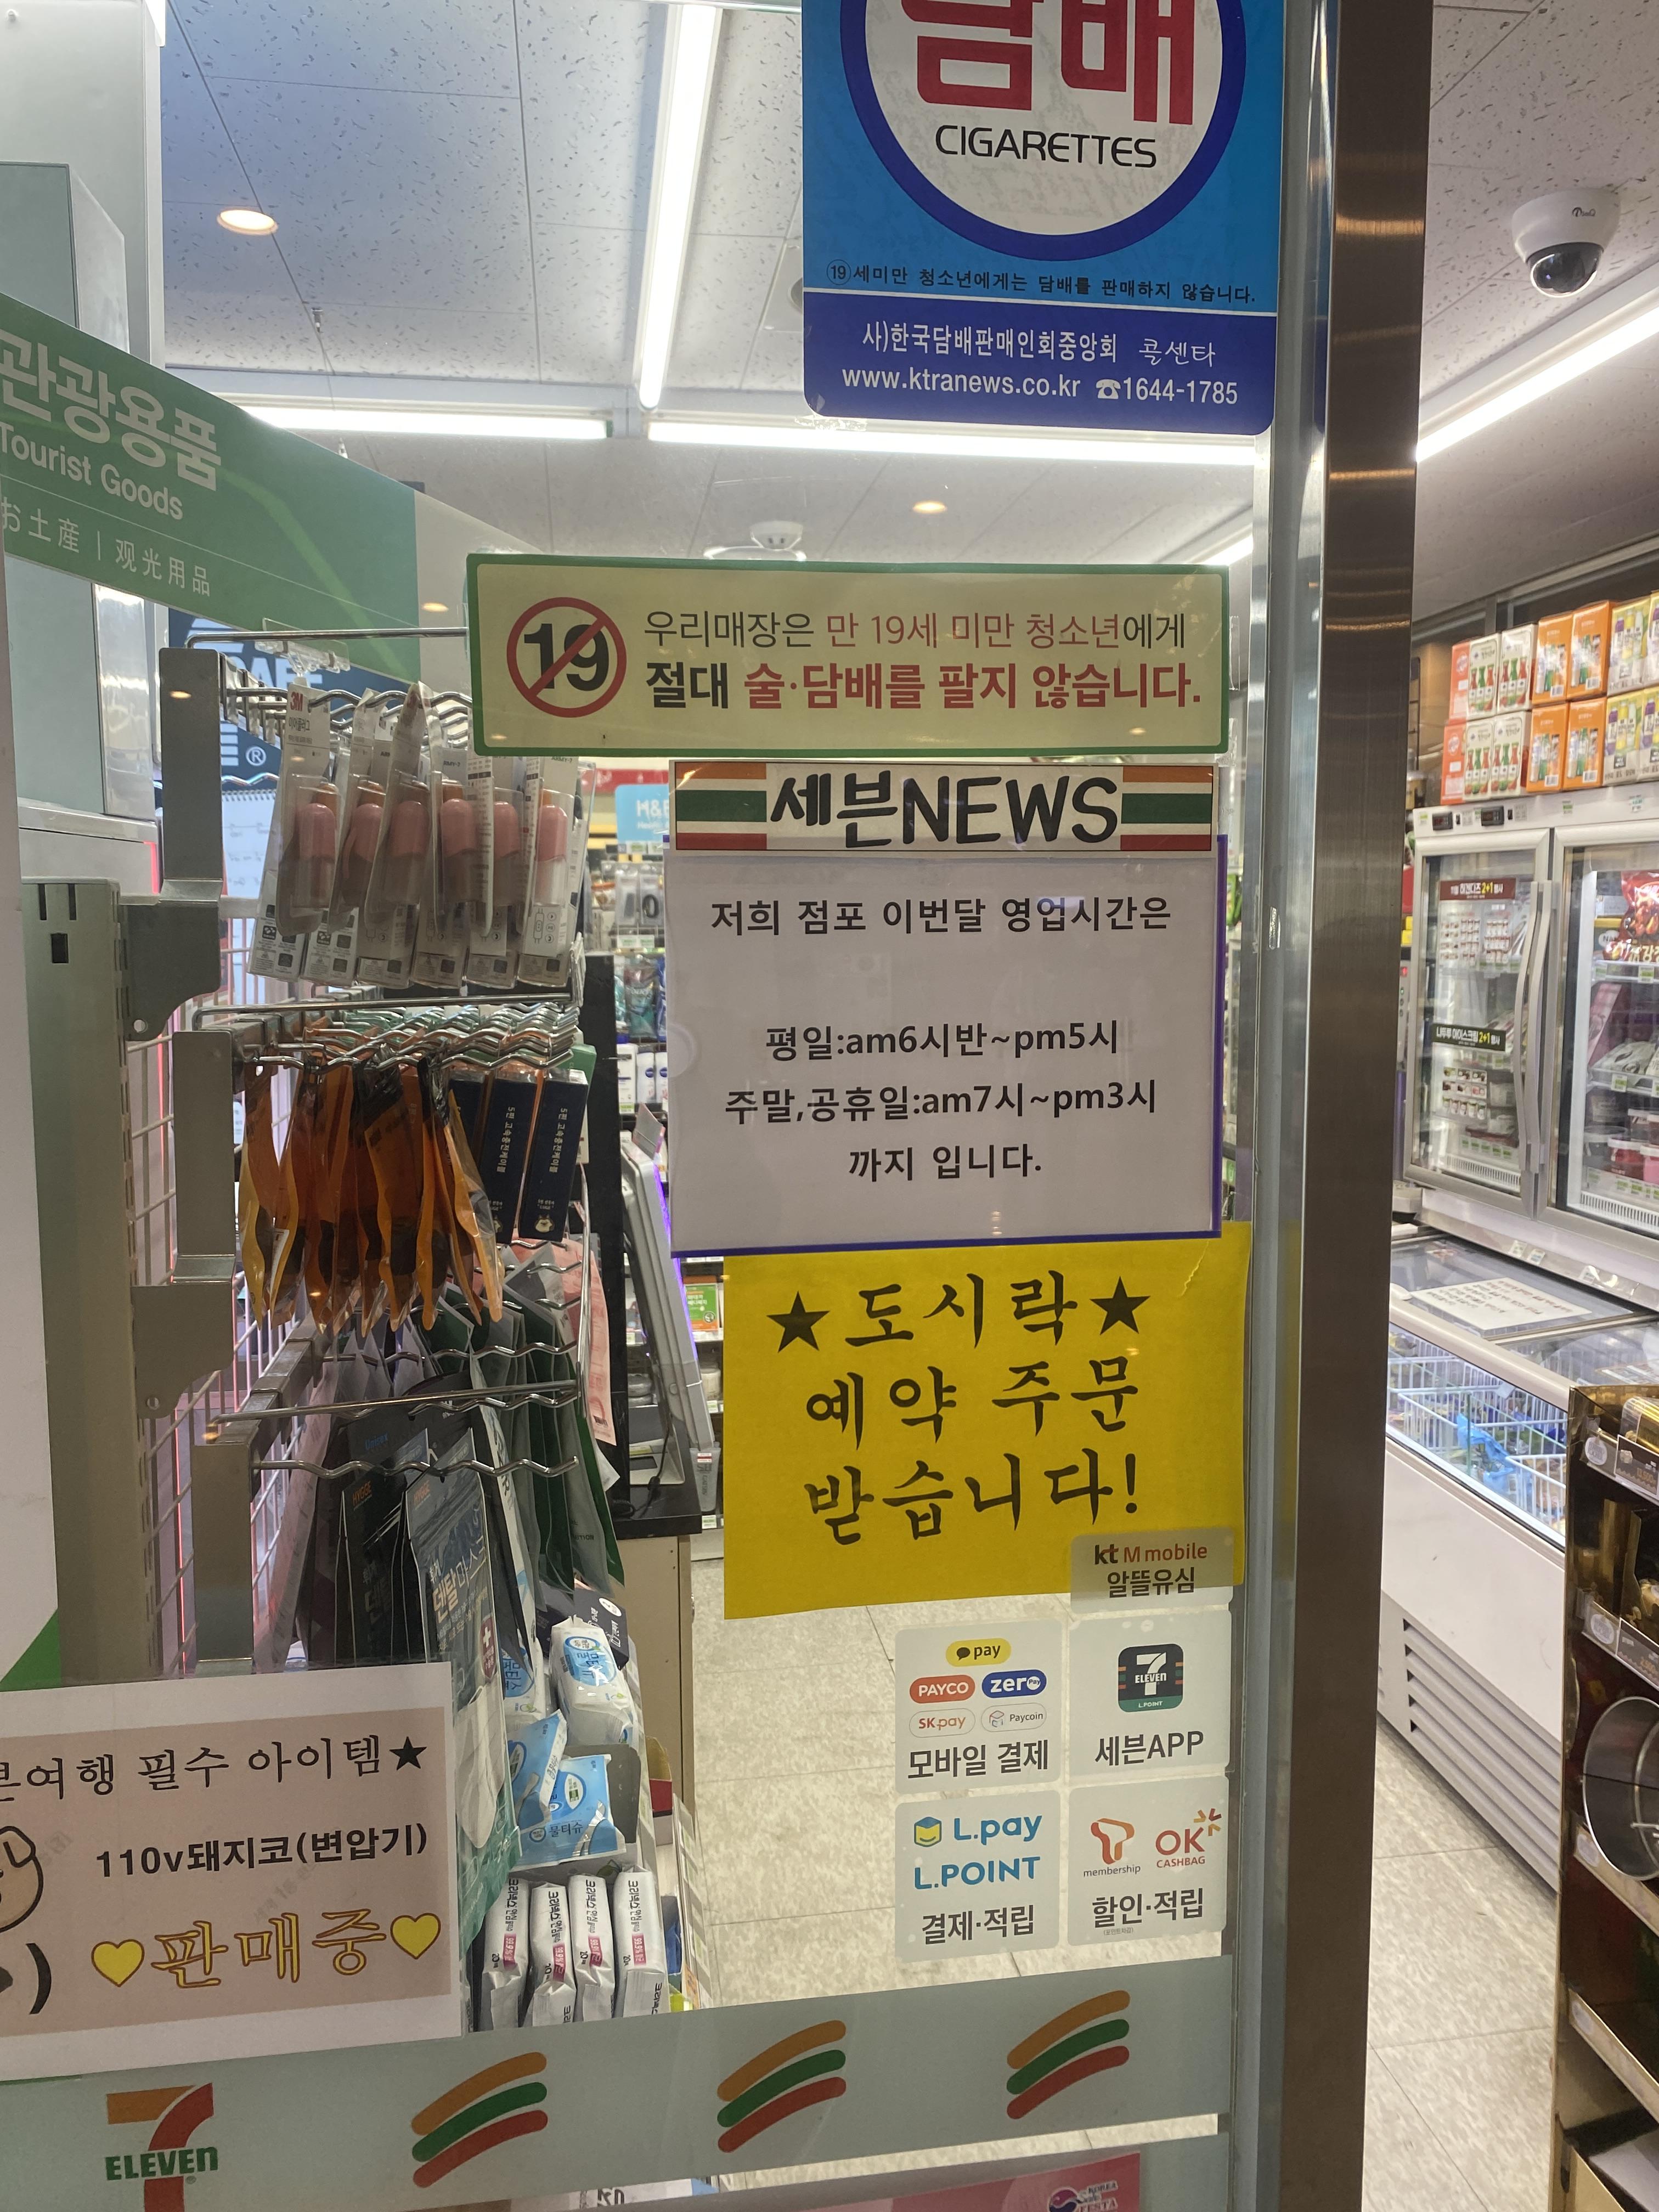 담배
CIGARETTES
⑲세미만 청소년에게는 담배를 판매하지 않습니다.
사)한국담배판매인회중앙회 콜센타
www.ktranews.co.kr ☎1644-1785
관광용품
Tourist Goods
お土産 | 观光用品
19
우리매장은 만 19세 미만 청소년에게
절대 술·담배를 팔지 않습니다.
세븐NEWS
저희 점포 이번달 영업시간은
평일:am6시반~pm5시
주말,공휴일:am7시~pm3시
까지 입니다.
★도시락★
예약 주문
받습니다!
kt M mobile
알뜰유심
pay
PAYCO zero Pay
SK pay Paycoin
모바일 결제
7 ELEVEN
L.POINT
세븐APP
L.pay
L.POINT
결제·적립
membership
OK CASHBAG
할인·적립
여행 필수 아이템★
110v돼지코(변압기)
♥판매중♥
7 ELEVEN
3M
물티슈
KOREA
FESTA